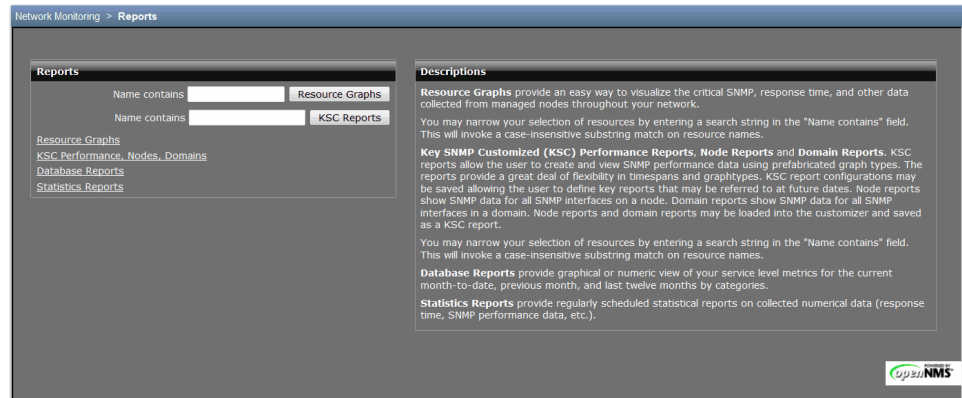 Network Monitoring > Reports
Reports
Name contains Resource Graphs
Name contains KSC Reports
Resource Graphs
KSC Performance, Nodes, Domains
Database Reports
Statistics Reports
Descriptions
Resource Graphs provide an easy way to visualize the critical SNMP, response time, and other data
collected from managed nodes throughout your network.
You may narrow your selection of resources by entering a search string in the "Name contains" field.
This will invoke a case-insensitive substring match on resource names.
Key SNMP Customized (KSC) Performance Reports, Node Reports and Domain Reports. KSC
reports allow the user to create and view SNMP performance data using prefabricated graph types. The
reports provide a great deal of flexibility in timespans and graphtypes. KSC report configurations may
be saved allowing the user to define key reports that may be referred to at future dates. Node reports
show SNMP data for all SNMP interfaces on a node. Domain reports show SNMP data for all SNMP
interfaces in a domain. Node reports and domain reports may be loaded into the customizer and saved
as a KSC report.
You may narrow your selection of resources by entering a search string in the "Name contains" field.
This will invoke a case-insensitive substring match on resource names.
Database Reports provide graphical or numeric view of your service level metrics for the current
month-to-date, previous month, and last twelve months by categories.
Statistics Reports provide regularly scheduled statistical reports on collected numerical data (response
time, SNMP performance data, etc.).
POWERED BY
openNMS